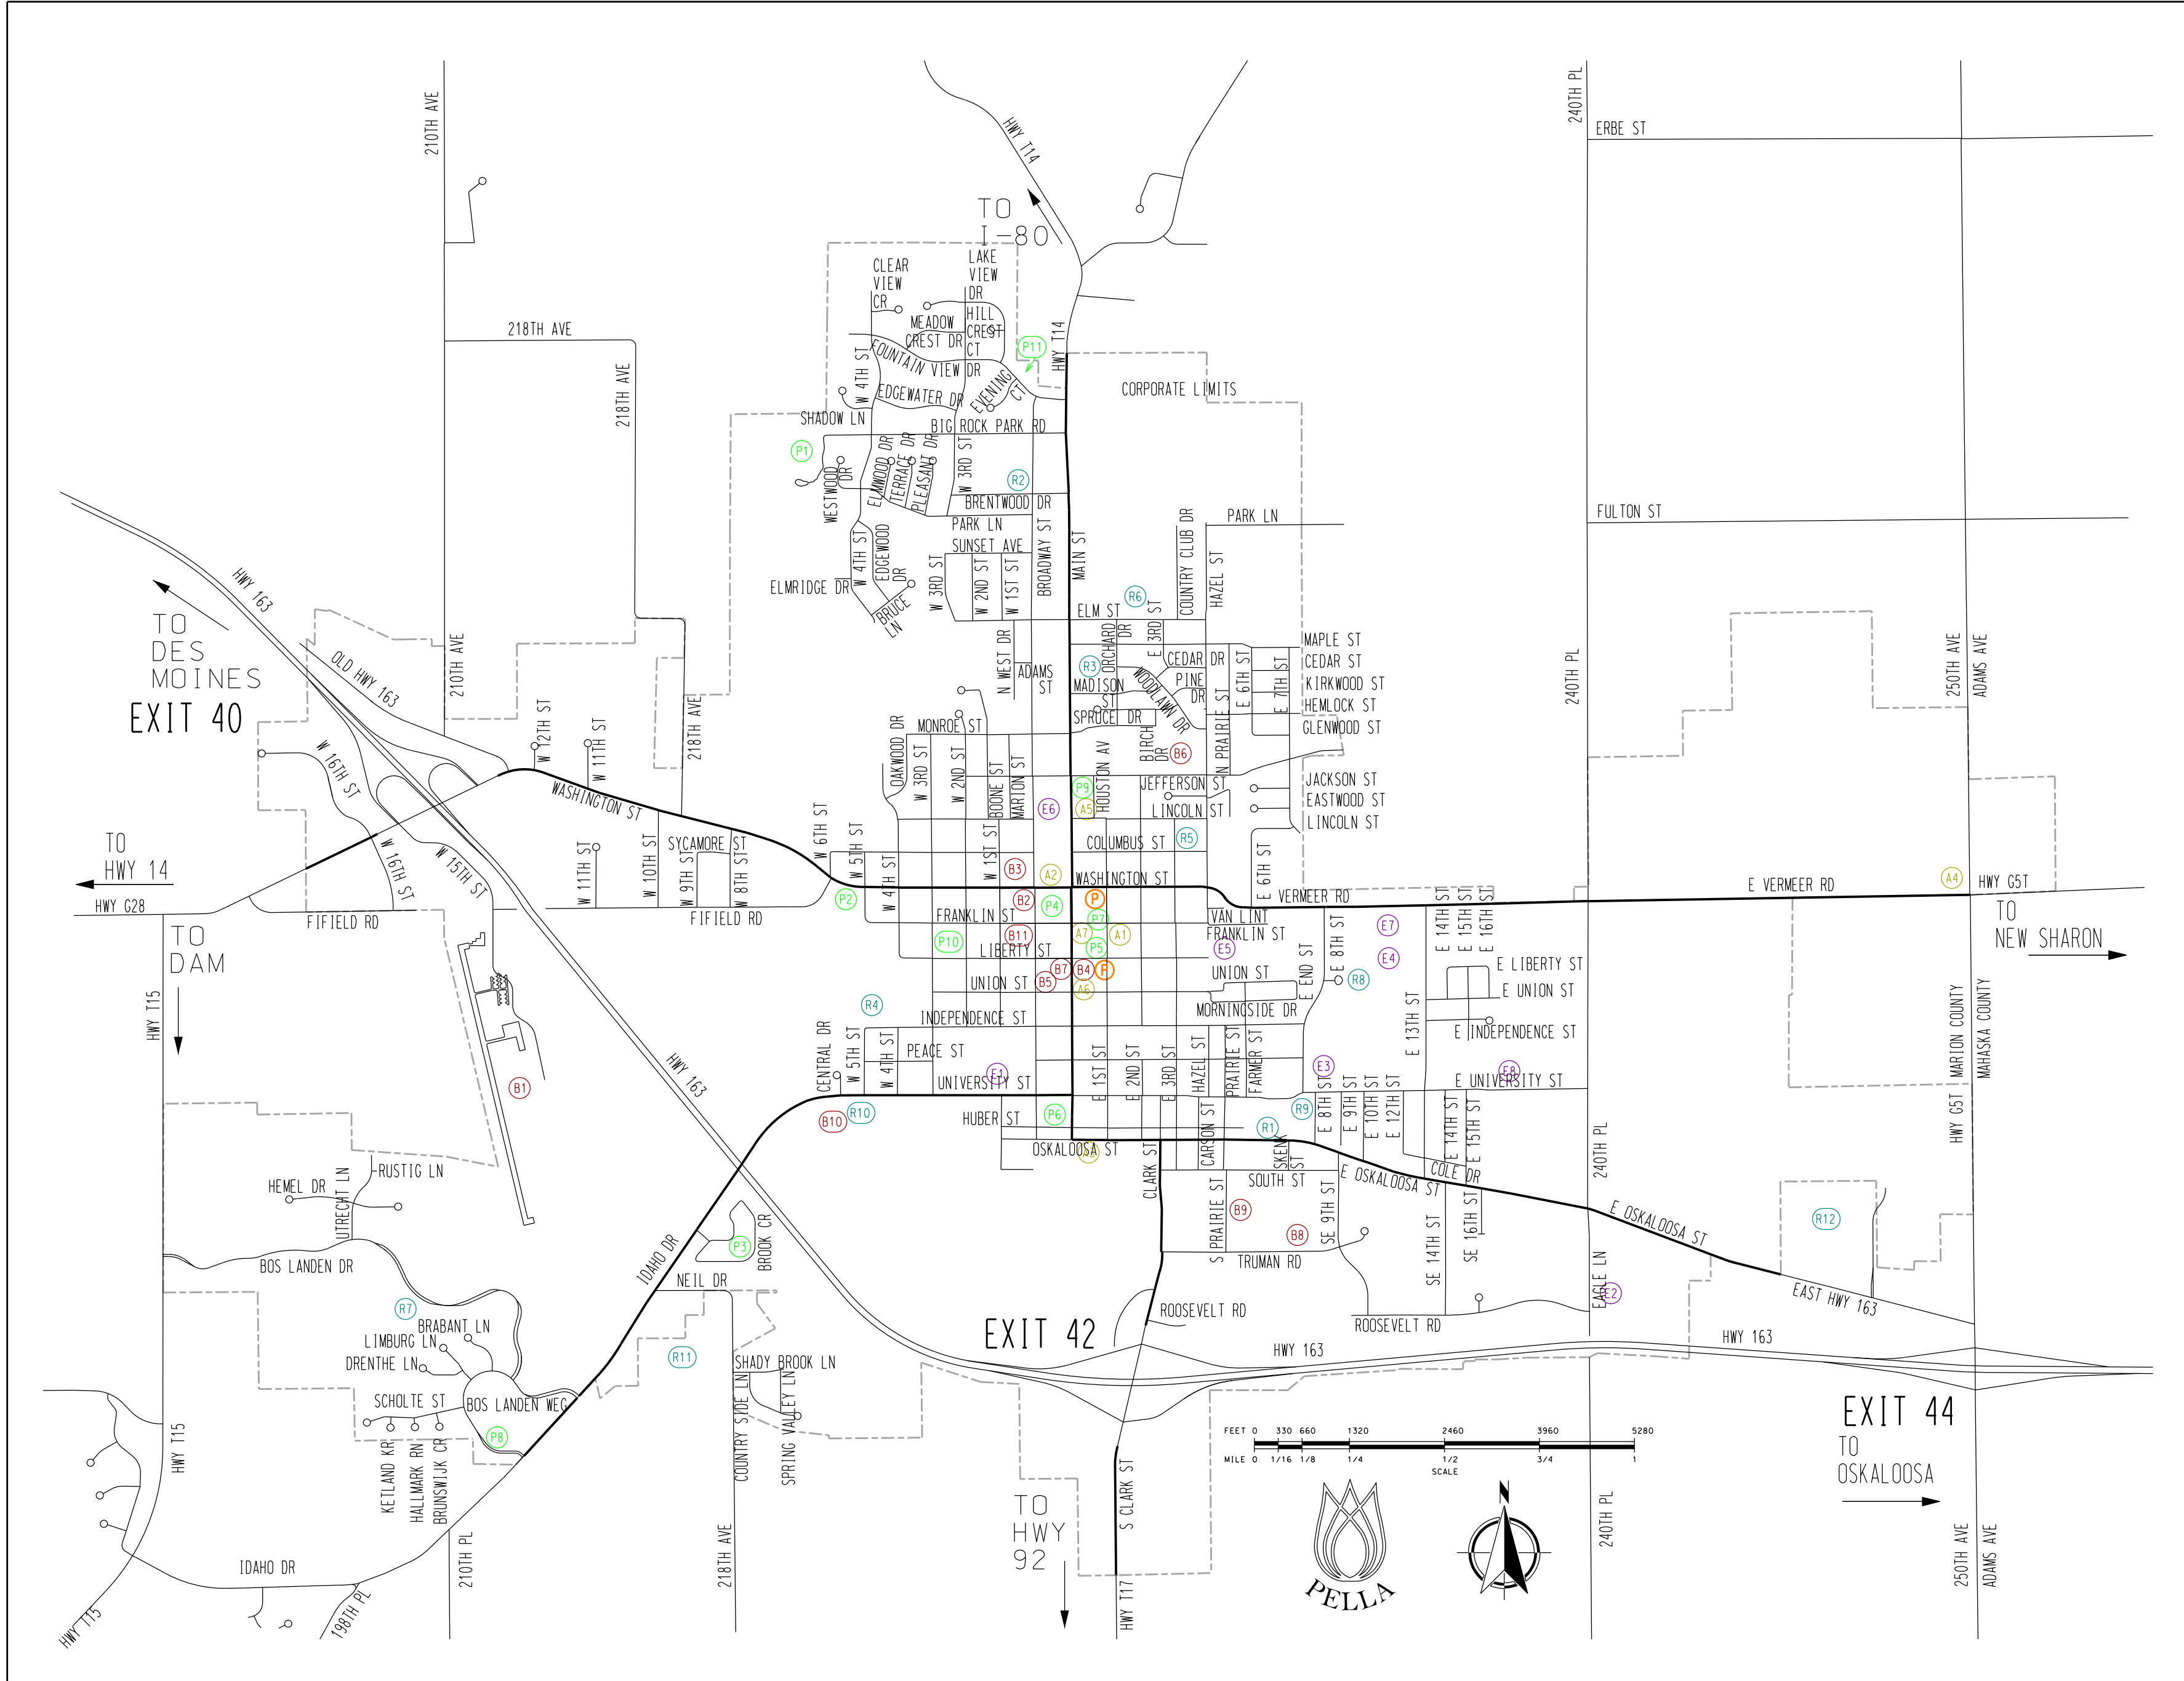 210TH AVE
HWY T14
240TH PL
ERBE ST
TO
I-80
CLEAR
VIEW
CR
LAKE
VIEW
DR
MEADOW
CREST DR
HILL
CREST
CT
218TH AVE
218TH AVE
P11
HWY T14
W 4TH ST
FOUNTAIN VIEW DR
EVENING
CT
EDGEWATER DR
CORPORATE LIMITS
SHADOW LN
BIG ROCK PARK RD
P1
WESTWOOD
DR
ELMWOOD DR
TERRACE DR
PLEASANT DR
W 3RD ST
R2
BRENTWOOD DR
PARK LN
SUNSET AVE
BROADWAY ST
MAIN ST
COUNTRY CLUB DR
HAZEL ST
PARK LN
FULTON ST
HWY 163
TO
DES
MOINES
EXIT 40
OLD HWY 163
210TH AVE
ELMRIDGE DR
W 4TH ST
EDGEWOOD
DR
BRUCE
LN
W 3RD ST
W 2ND ST
W 1ST ST
R6
ELM ST
ORCHARD
DR
E 3RD ST
N WEST DR
ADAMS
ST
R3
MADISON
ST
CEDAR DR
PINE
DR
WOODLAWN DR
SPRUCE DR
BIRCH
DR
B6
N PRAIRIE ST
E 6TH ST
E 7TH ST
MAPLE ST
CEDAR ST
KIRKWOOD ST
HEMLOCK ST
GLENWOOD ST
240TH PL
250TH AVE
ADAMS AVE
W 16TH ST
W 12TH ST
W 11TH ST
218TH AVE
WASHINGTON ST
OAKWOOD DR
MONROE ST
W 3RD ST
W 2ND ST
BOONE ST
MARION ST
E6
P9
A5
HOUSTON AV
JEFFERSON ST
LINCOLN ST
JACKSON ST
EASTWOOD ST
LINCOLN ST
COLUMBUS ST
R5
TO
HWY 14
HWY G28
W 16TH ST
W 15TH ST
W 11TH ST
W 10TH ST
SYCAMORE ST
W 9TH ST
W 8TH ST
W 6TH ST
W 5TH ST
W 4TH ST
W 1ST ST
B3
A2
WASHINGTON ST
E 6TH ST
VERMEER RD
E VERMEER RD
A4
HWY G5T
FIFIELD RD
FIFIELD RD
P2
FRANKLIN ST
B2
P4
P
P7
VAN LINT
FRANKLIN ST
E7
E 14TH ST
E 15TH ST
E 16TH ST
TO
NEW SHARON
TO
DAM
P10
B11
A7
A1
LIBERTY ST
P5
E5
E4
E END ST
E 8TH ST
B7
B4
P
B5
A6
UNION ST
UNION ST
R8
E LIBERTY ST
E UNION ST
E 13TH ST
E INDEPENDENCE ST
HWY T15
R4
INDEPENDENCE ST
MORNINGSIDE DR
MARION COUNTY
MAHASKA COUNTY
CENTRAL DR
W 5TH ST
W 4TH ST
PEACE ST
E1
UNIVERSITY ST
E 1ST ST
E 2ND ST
E 3RD ST
HAZEL ST
PRAIRIE ST
FARMER ST
E3
E8
E UNIVERSITY ST
B1
HWY 163
B10
R10
HUBER ST
P6
R9
R1
E 8TH ST
E 9TH ST
E 10TH ST
E 12TH ST
E 14TH ST
E 15TH ST
HWY G5T
OSKALOOSA ST
CLARK ST
CARSON ST
SKENK
ST
SOUTH ST
E OSKALOOSA ST
COLE DR
240TH PL
RUSTIG LN
HEMEL DR
UTRECHT LN
BOS LANDEN DR
P3
BROOK CR
IDAHO DR
NEIL DR
S PRAIRIE ST
B9
B8
SE 9TH ST
TRUMAN RD
SE 14TH ST
SE 16TH ST
E OSKALOOSA ST
R12
EAGLE LN
E2
EAST HWY 163
R7
BRABANT LN
LIMBURG LN
DRENTHE LN
R11
SHADY BROOK LN
EXIT 42
ROOSEVELT RD
ROOSEVELT RD
HWY 163
HWY 163
SCHOLTE ST
BOS LANDEN WEG
P8
KETLAND KR
HALLMARK RN
BRUNSWIJK CR
COUNTRY SIDE LN
SPRING VALLEY LN
HWY T15
EXIT 44
TO
OSKALOOSA
FEET 0 330 660 1320 2460 3960 5280
MILE 0 1/16 1/8 1/4 1/2 3/4 1
SCALE
TO
HWY
92
S CLARK ST
HWY T17
PELLA
N
240TH PL
250TH AVE
ADAMS AVE
IDAHO DR
198TH PL
210TH PL
218TH AVE
HWY T15